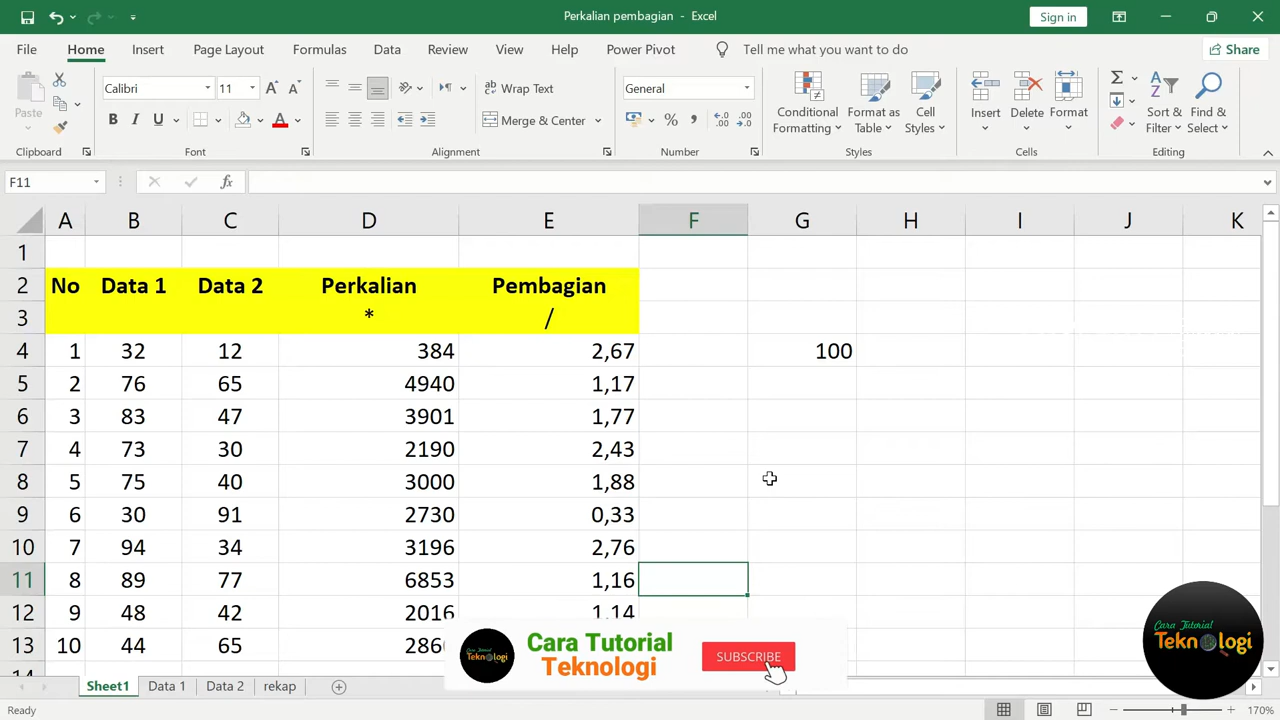 Perkalian pembagian - Excel
Sign in
File Home Insert Page Layout Formulas Data Review View Help Power Pivot Tell me what you want to do Share
Paste
Calibri 11
B I U A
Wrap Text
Merge & Center
General
%
Conditional Formatting
Format as Table
Cell Styles
Insert
Delete
Format
Sort & Filter
Find & Select
Clipboard Font Alignment Number Styles Cells Editing
F11 fx
A B C D E F G H I J K
1
2 No Data 1 Data 2 Perkalian Pembagian
3 * /
4 1 32 12 384 2,67 100
5 2 76 65 4940 1,17
6 3 83 47 3901 1,77
7 4 73 30 2190 2,43
8 5 75 40 3000 1,88
9 6 30 91 2730 0,33
10 7 94 34 3196 2,76
11 8 89 77 6853 1,16
12 9 48 42 2016 1,14
13 10 44 65
Cara Tutorial
Teknologi
SUBSCRIBE
Cara Tutorial
Teknologi
Sheet1 Data 1 Data 2 rekap
Ready
170%